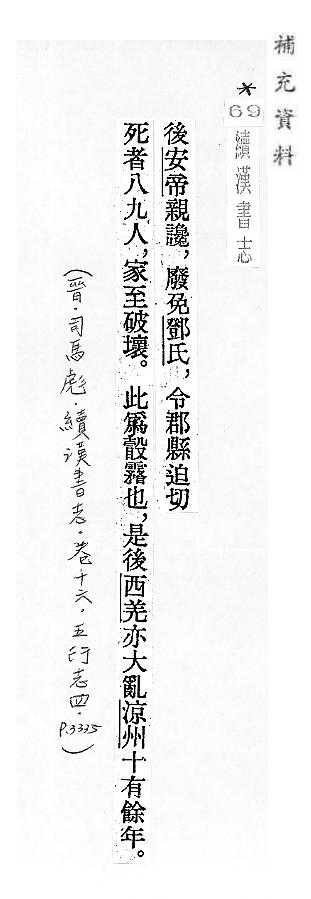 補充資料
*
69
續漢書志
後安帝親讒，廢免鄧氏，令郡縣迫切
死者八九人，家至破壞。此爲瞉霿也，是後西羌亦大亂涼州十有餘年。
（晉．司馬彪．續漢書志．卷十六．五行志四．P.3335）